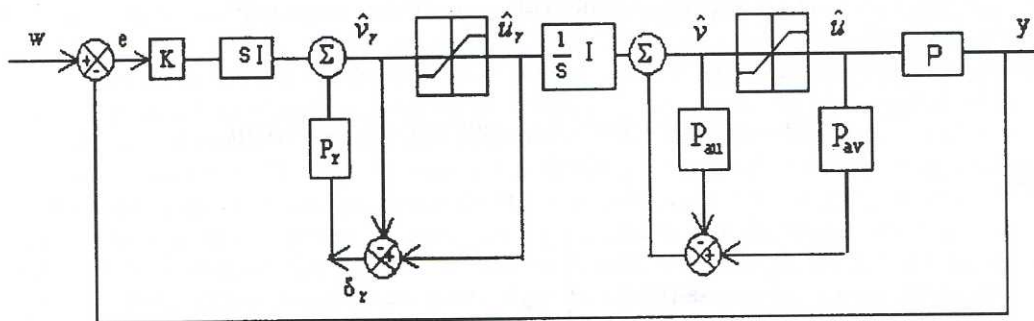 w
+
-
e
K
SI
Σ
v̂r
ûr
1/s I
Σ
v̂
û
P
y
Pr
Pau
Pav
-
+
δr
-
+